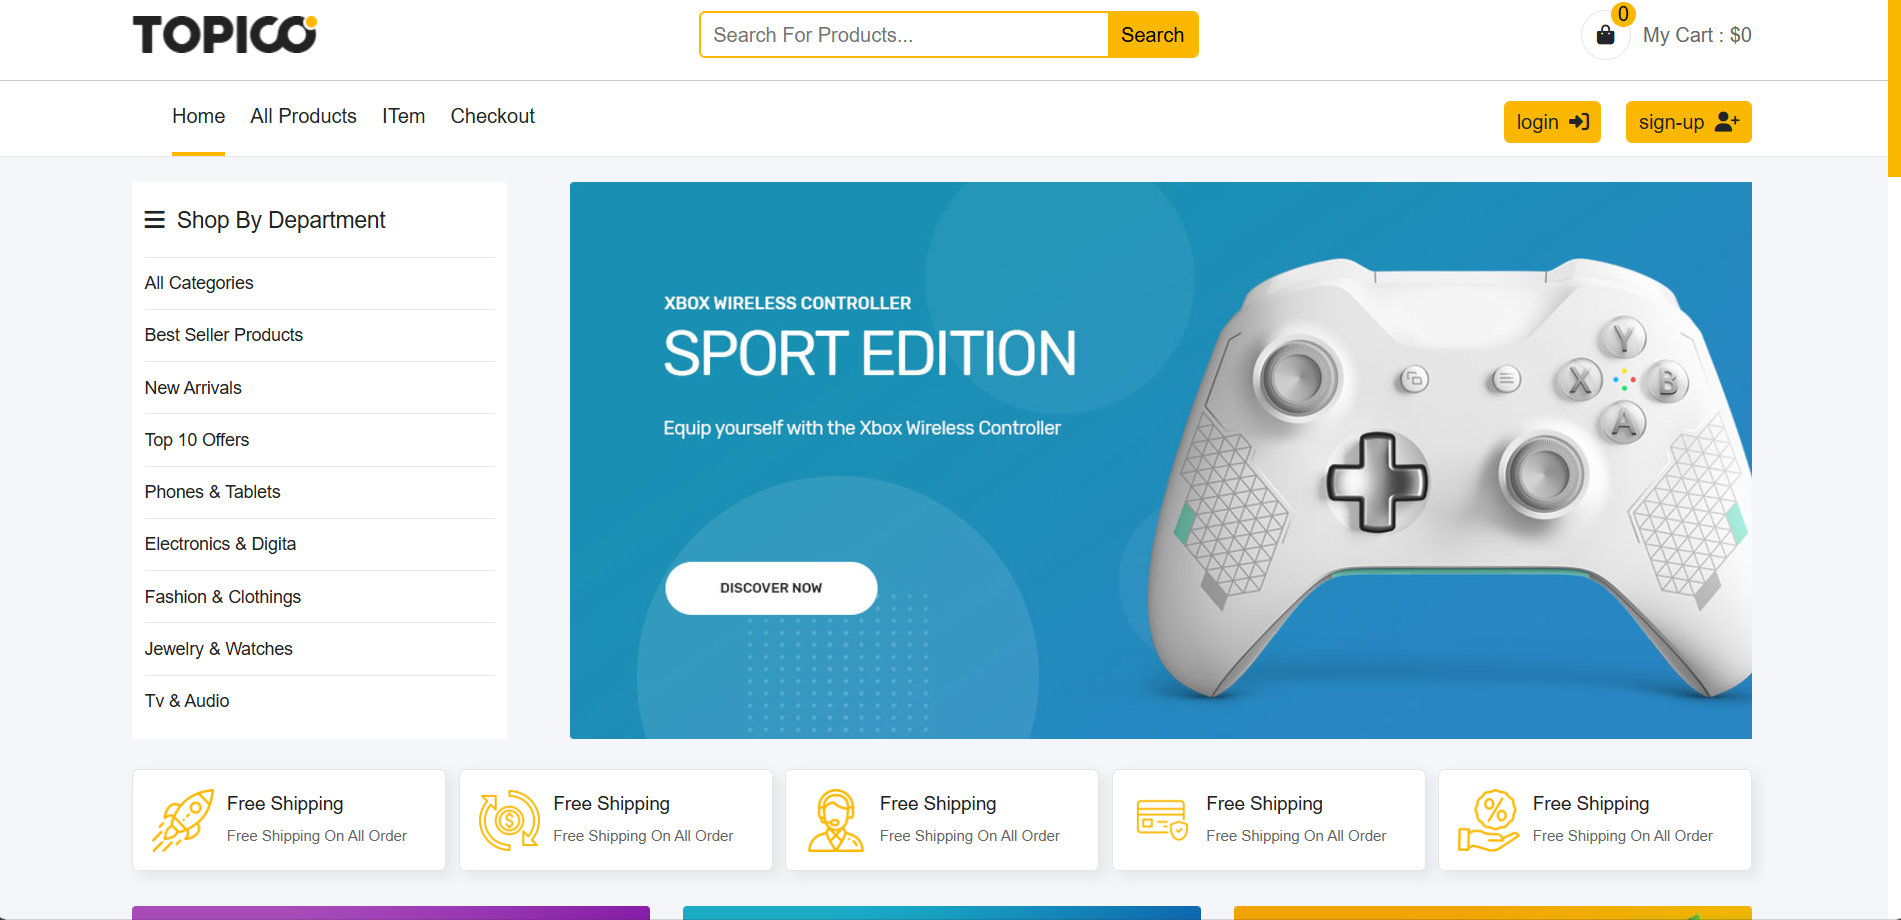 TOPICO
Search For Products...
Search
0
My Cart : $0
Home
All Products
ITem
Checkout
login
sign-up
Shop By Department
All Categories
Best Seller Products
New Arrivals
Top 10 Offers
Phones & Tablets
Electronics & Digita
Fashion & Clothings
Jewelry & Watches
Tv & Audio
XBOX WIRELESS CONTROLLER
SPORT EDITION
Equip yourself with the Xbox Wireless Controller
DISCOVER NOW
Y
X
B
A
Free Shipping
Free Shipping On All Order
$
Free Shipping
Free Shipping On All Order
Free Shipping
Free Shipping On All Order
Free Shipping
Free Shipping On All Order
%
Free Shipping
Free Shipping On All Order